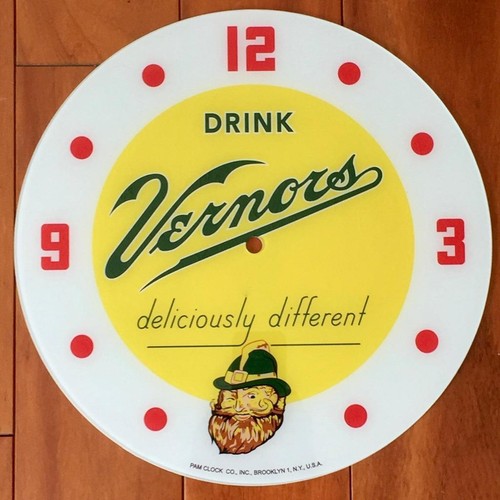 12
DRINK
Vernors
9 3
deliciously different
PAM CLOCK CO., INC., BROOKLYN 1, N.Y., U.S.A.